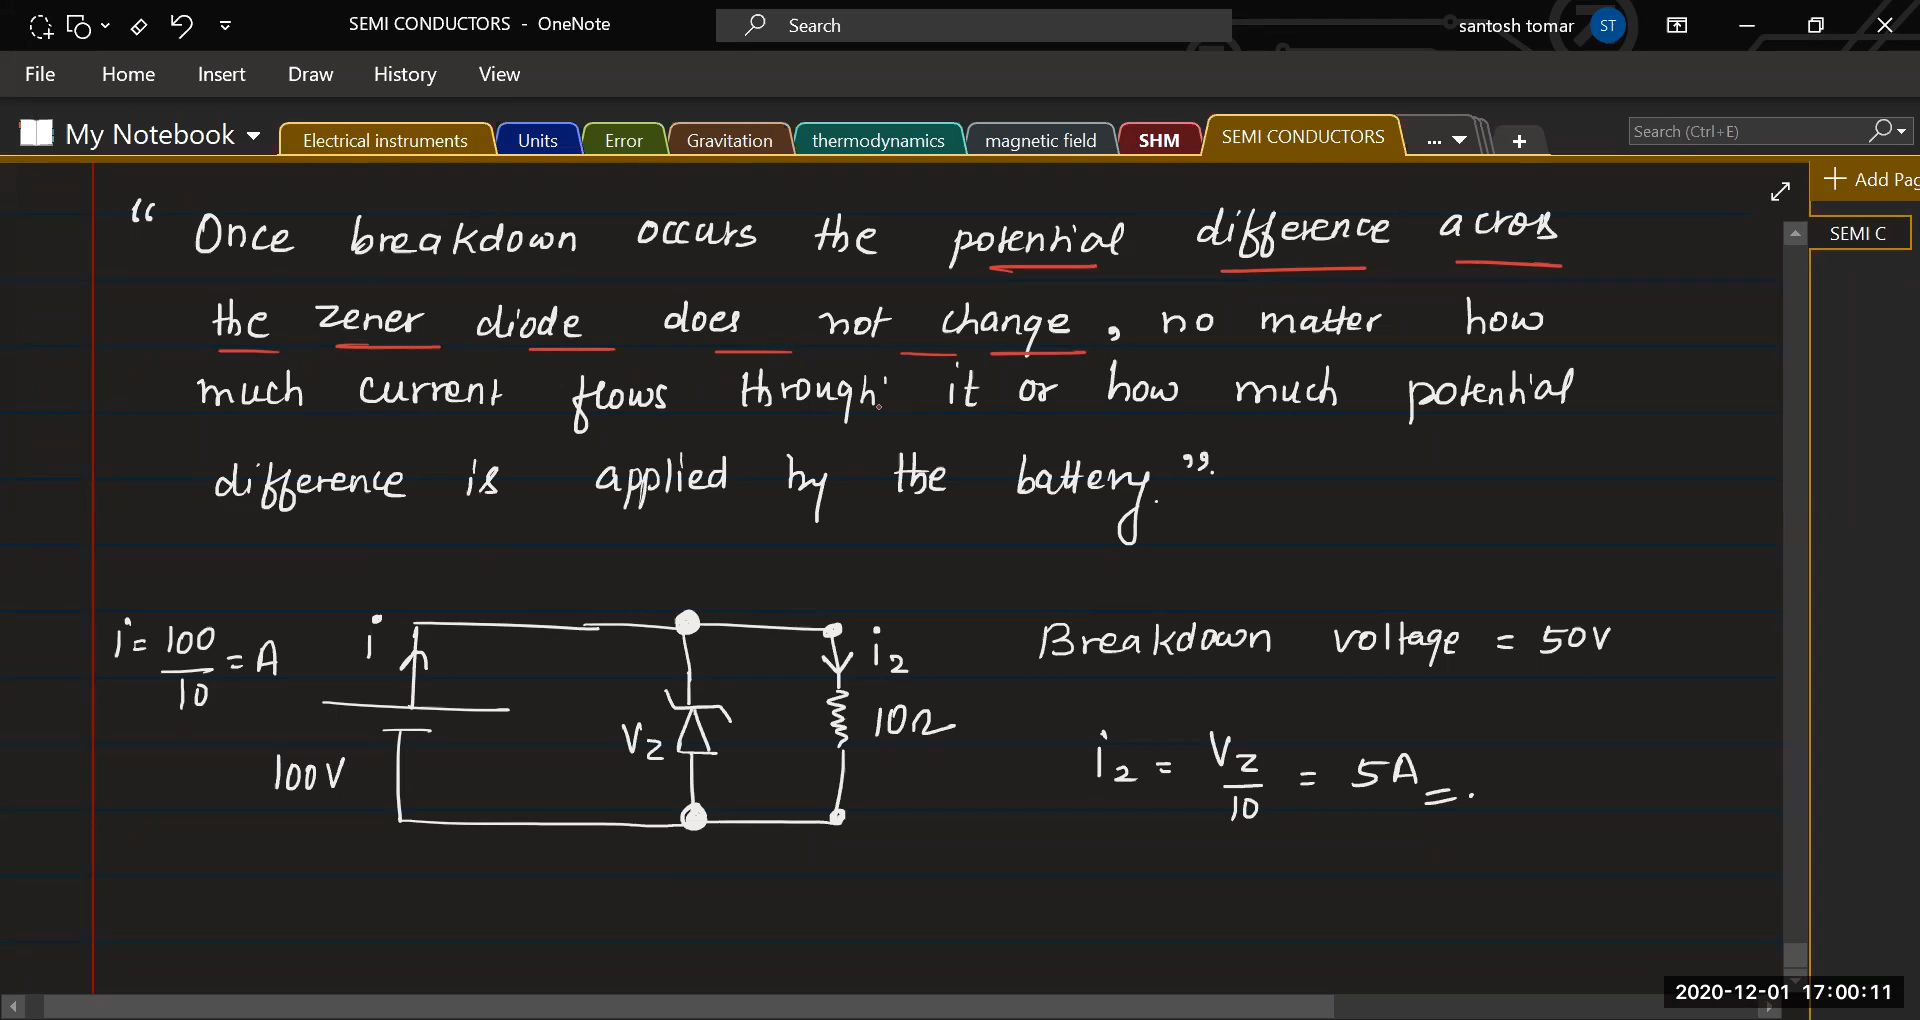 SEMI CONDUCTORS - OneNote
Search
santosh tomar
ST
File Home Insert Draw History View
My Notebook
Electrical instruments
Units
Error
Gravitation
thermodynamics
magnetic field
SHM
SEMI CONDUCTORS
...
+
Search (Ctrl+E)
+ Add Pag
SEMI C
“ Once breakdown occurs the potential difference across
the zener diode does not change, no matter how
much current flows through it or how much potential
difference is applied by the battery.”.
i = 100/10 = A
i
100V
Vz
i2
10Ω
Breakdown voltage = 50V
i2 = Vz/10 = 5A
2020-12-01 17:00:11